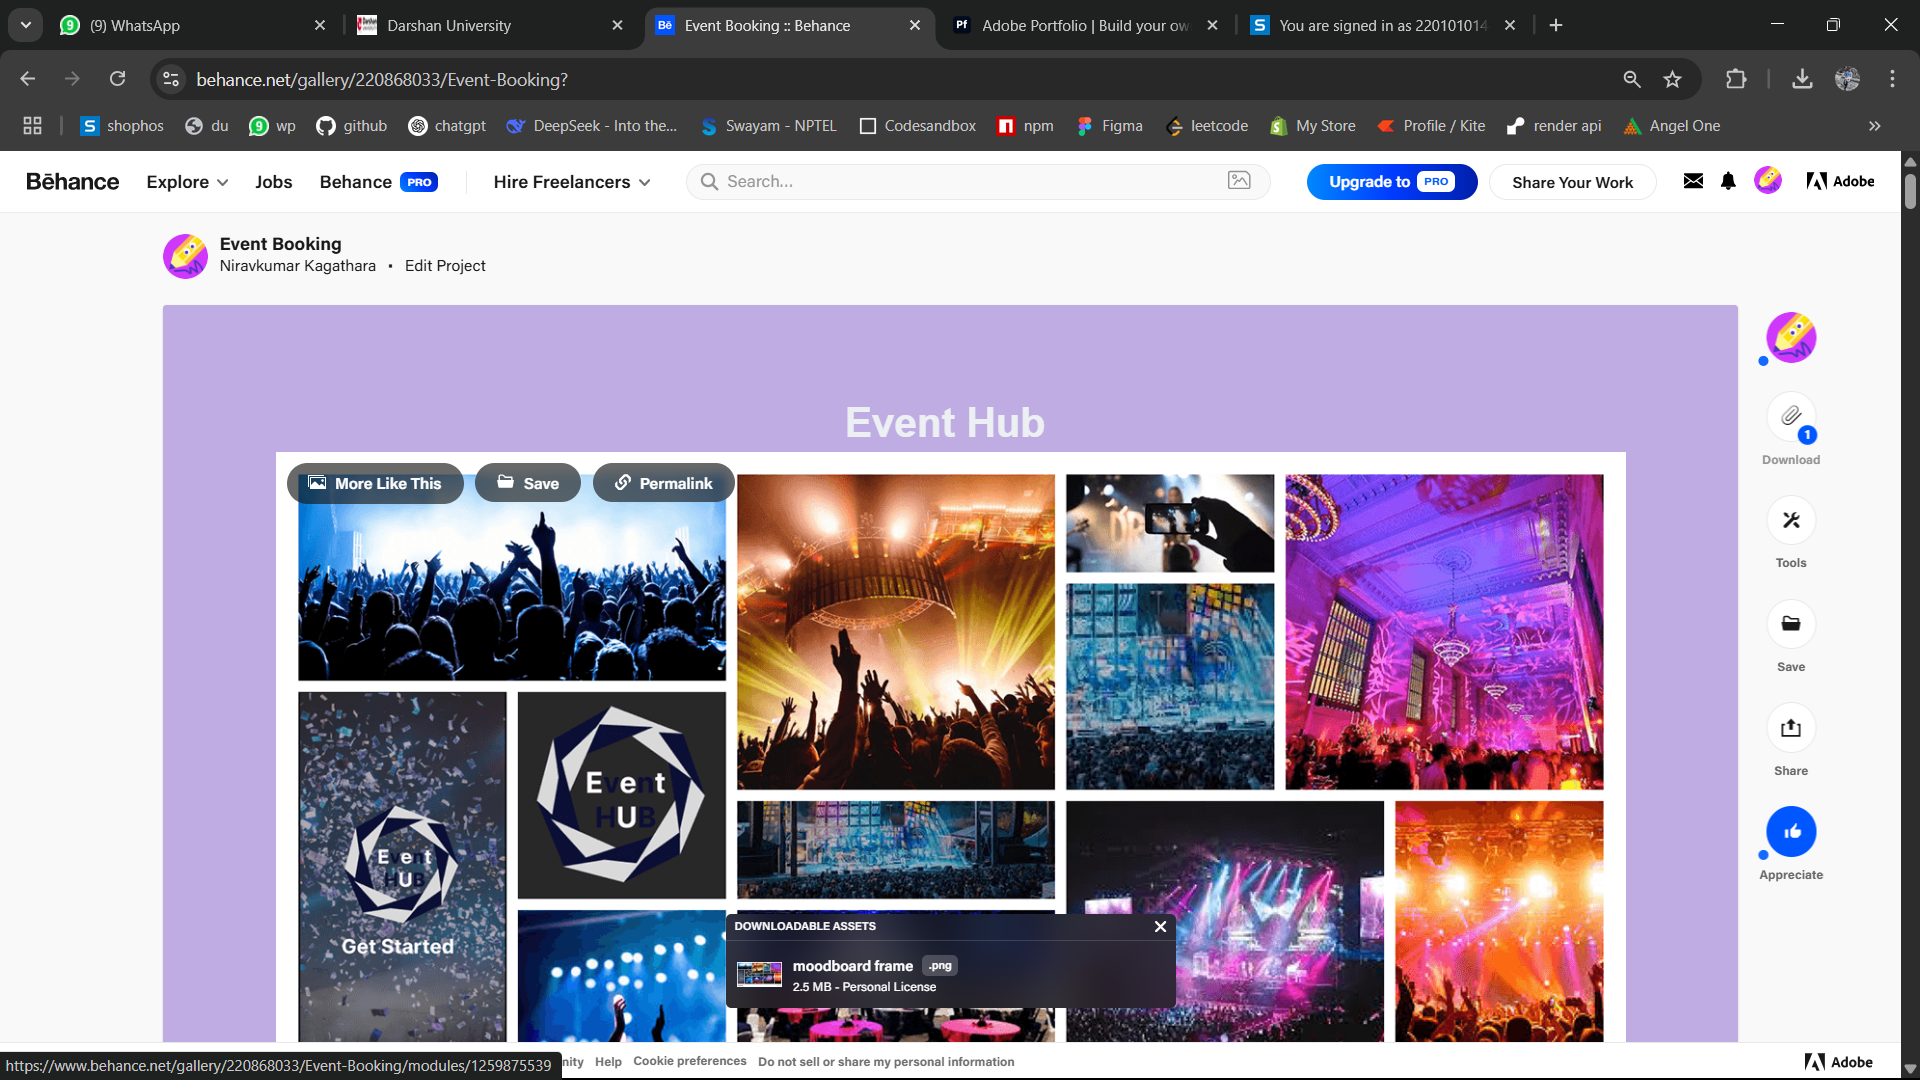 (9) WhatsApp
Darshan University
Bē
Event Booking :: Behance
Pf
Adobe Portfolio | Build your ow
S
You are signed in as 220101014
behance.net/gallery/220868033/Event-Booking?
S shophos
du
9 wp
github
chatgpt
DeepSeek - Into the...
Swayam - NPTEL
Codesandbox
npm
Figma
leetcode
My Store
Profile / Kite
render api
Angel One
Bēhance
Explore
Jobs
Behance PRO
Hire Freelancers
Search...
Upgrade to PRO
Share Your Work
Adobe
Event Booking
Niravkumar Kagathara • Edit Project
Event Hub
More Like This
Save
Permalink
Event
HUB
Event
HUB
Get Started
1
Download
Tools
Save
Share
Appreciate
DOWNLOADABLE ASSETS
moodboard frame .png
2.5 MB - Personal License
https://www.behance.net/gallery/220868033/Event-Booking/modules/1259875539
nity
Help
Cookie preferences
Do not sell or share my personal information
Adobe